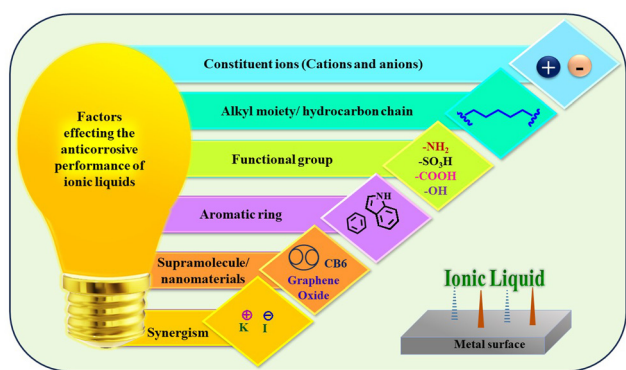 Factors
effecting the
anticorrosive
performance of
ionic liquids
Constituent ions (Cations and anions)
+ -
Alkyl moiety/ hydrocarbon chain
Functional group
-NH₂
-SO₃H
-COOH
-OH
Aromatic ring
NH
Supramolecule/
nanomaterials
CB6
Graphene
Oxide
Synergism
⊕ ⊖
K I
Ionic Liquid
Metal surface